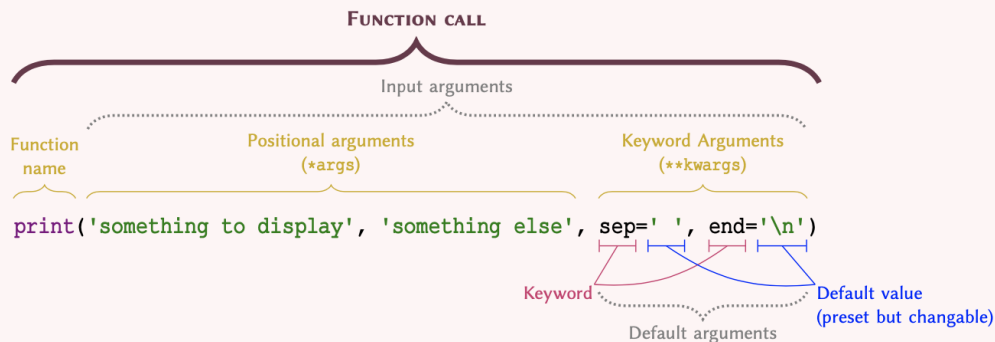 FUNCTION CALL
Input arguments
Function
name
Positional arguments
(*args)
Keyword Arguments
(**kwargs)
print('something to display', 'something else', sep=' ', end='\n')
Keyword
Default value
(preset but changable)
Default arguments